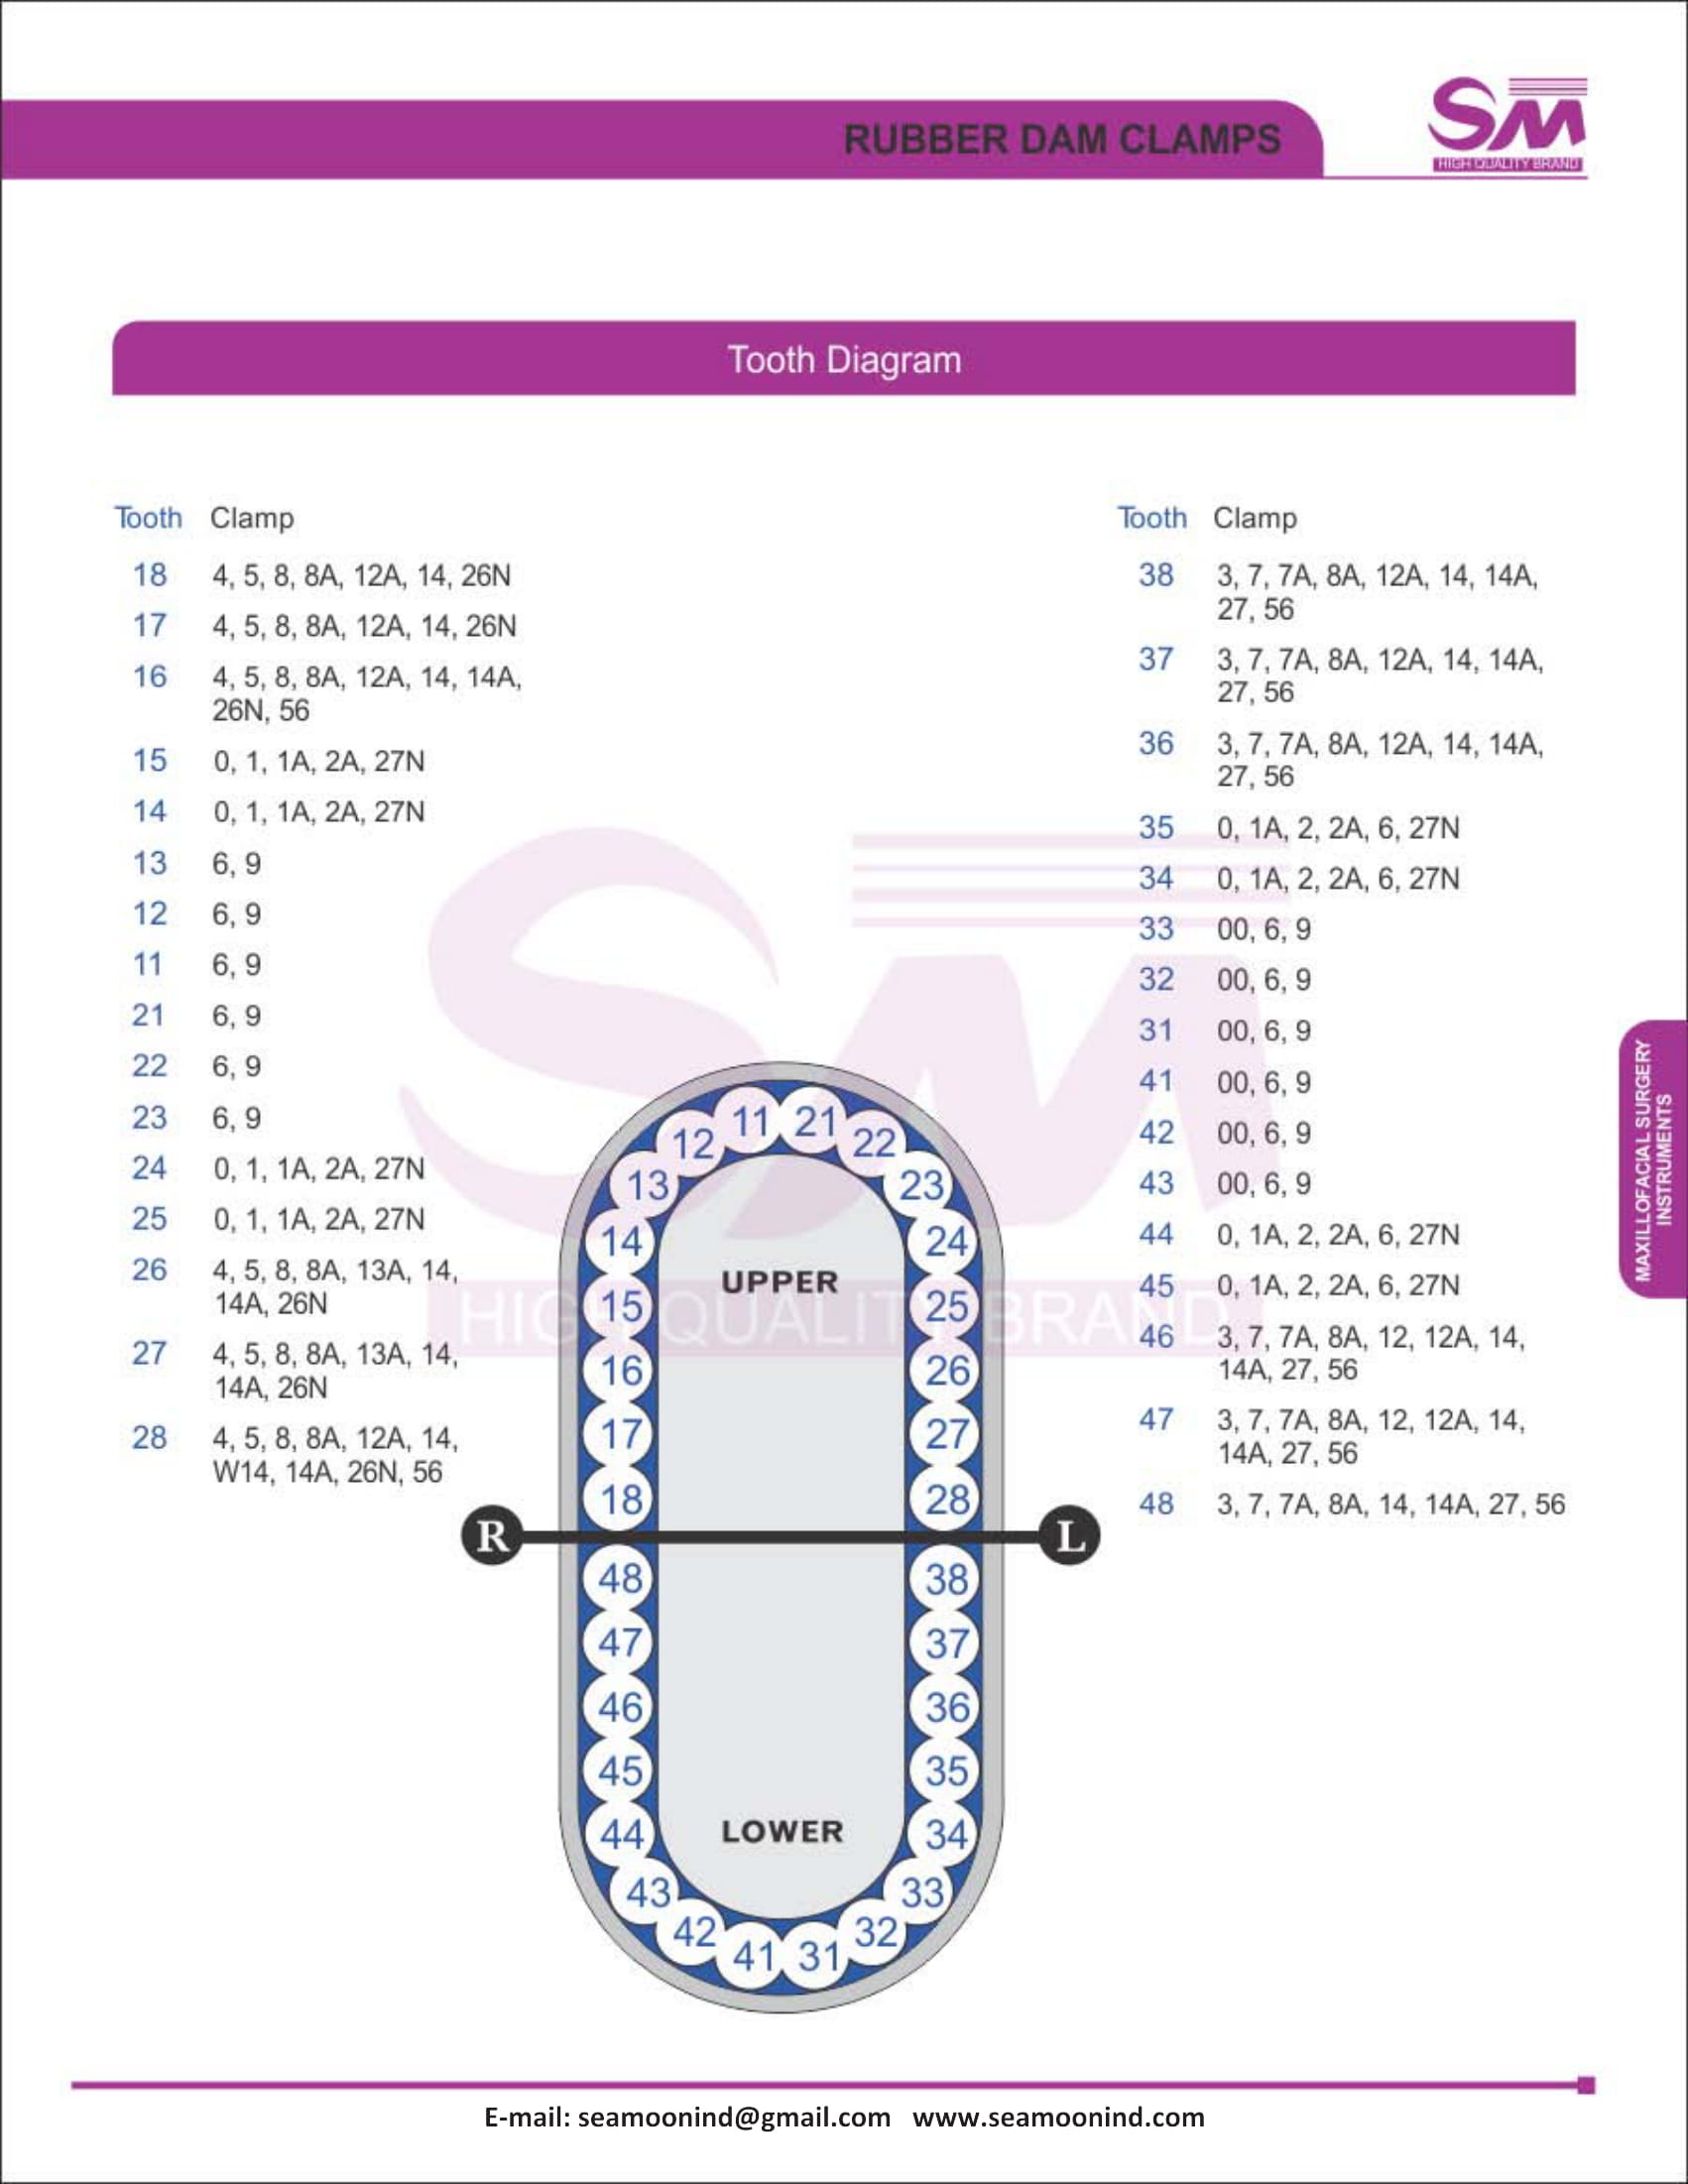 RUBBER DAM CLAMPS
SM
HIGH QUALITY BRAND
Tooth Diagram
Tooth Clamp
18 4, 5, 8, 8A, 12A, 14, 26N
17 4, 5, 8, 8A, 12A, 14, 26N
16 4, 5, 8, 8A, 12A, 14, 14A,
26N, 56
15 0, 1, 1A, 2A, 27N
14 0, 1, 1A, 2A, 27N
13 6, 9
12 6, 9
11 6, 9
21 6, 9
22 6, 9
23 6, 9
24 0, 1, 1A, 2A, 27N
25 0, 1, 1A, 2A, 27N
26 4, 5, 8, 8A, 13A, 14,
14A, 26N
27 4, 5, 8, 8A, 13A, 14,
14A, 26N
28 4, 5, 8, 8A, 12A, 14,
W14, 14A, 26N, 56
Tooth Clamp
38 3, 7, 7A, 8A, 12A, 14, 14A,
27, 56
37 3, 7, 7A, 8A, 12A, 14, 14A,
27, 56
36 3, 7, 7A, 8A, 12A, 14, 14A,
27, 56
35 0, 1A, 2, 2A, 6, 27N
34 0, 1A, 2, 2A, 6, 27N
33 00, 6, 9
32 00, 6, 9
31 00, 6, 9
41 00, 6, 9
42 00, 6, 9
43 00, 6, 9
44 0, 1A, 2, 2A, 6, 27N
45 0, 1A, 2, 2A, 6, 27N
46 3, 7, 7A, 8A, 12, 12A, 14,
14A, 27, 56
47 3, 7, 7A, 8A, 12, 12A, 14,
14A, 27, 56
48 3, 7, 7A, 8A, 14, 14A, 27, 56
SM
HIGH QUALITY BRAND
11 21
12 22
13 23
14 24
UPPER
15 25
16 26
17 27
18 28
R L
48 38
47 37
46 36
45 35
44 LOWER 34
43 33
42 32
41 31
MAXILLOFACIAL SURGERY
INSTRUMENTS
E-mail: seamoonind@gmail.com www.seamoonind.com